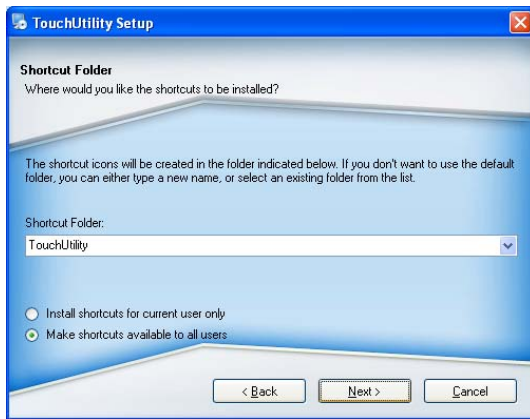 TouchUtility Setup
Shortcut Folder
Where would you like the shortcuts to be installed?
The shortcut icons will be created in the folder indicated below. If you don't want to use the default
folder, you can either type a new name, or select an existing folder from the list.
Shortcut Folder:
TouchUtility
Install shortcuts for current user only
Make shortcuts available to all users
< Back
Next >
Cancel